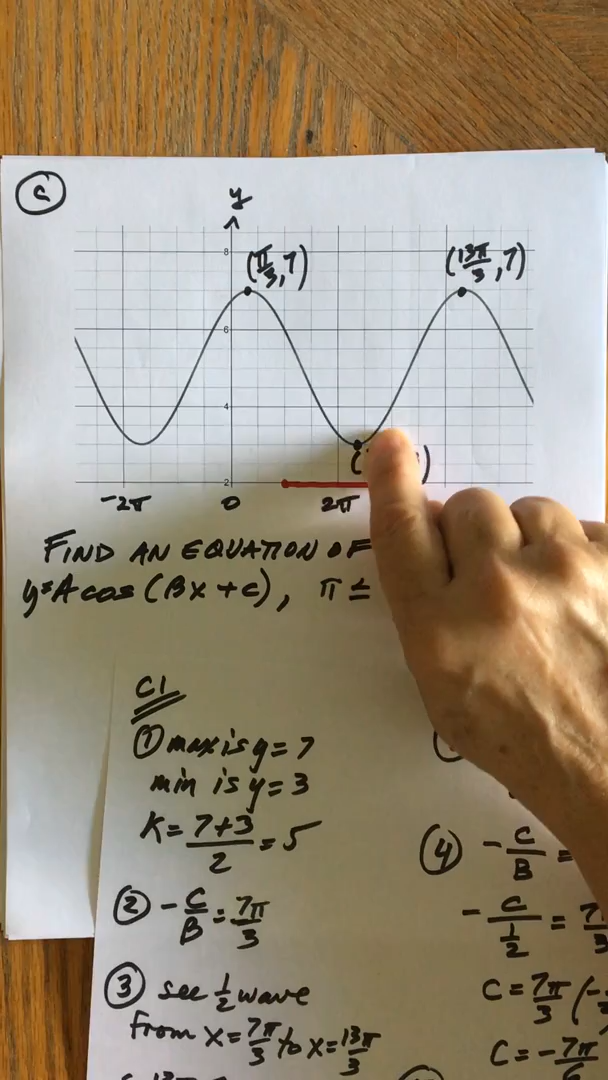 C
y
8
(π/3, 7)
(13π/3, 7)
6
4
2
-2π 0 2π
FIND AN EQUATION OF
y=A cos (Bx + C), π ≤
C1
① max is y = 7
min is y = 3
K = 7+3/2 = 5
② -C/B = 7π/3
③ see 1/2 wave
from x = 7π/3 to x = 13π/3
④ -C/B =
-C/1/2 =
C = 7π/3
C = -7π/6